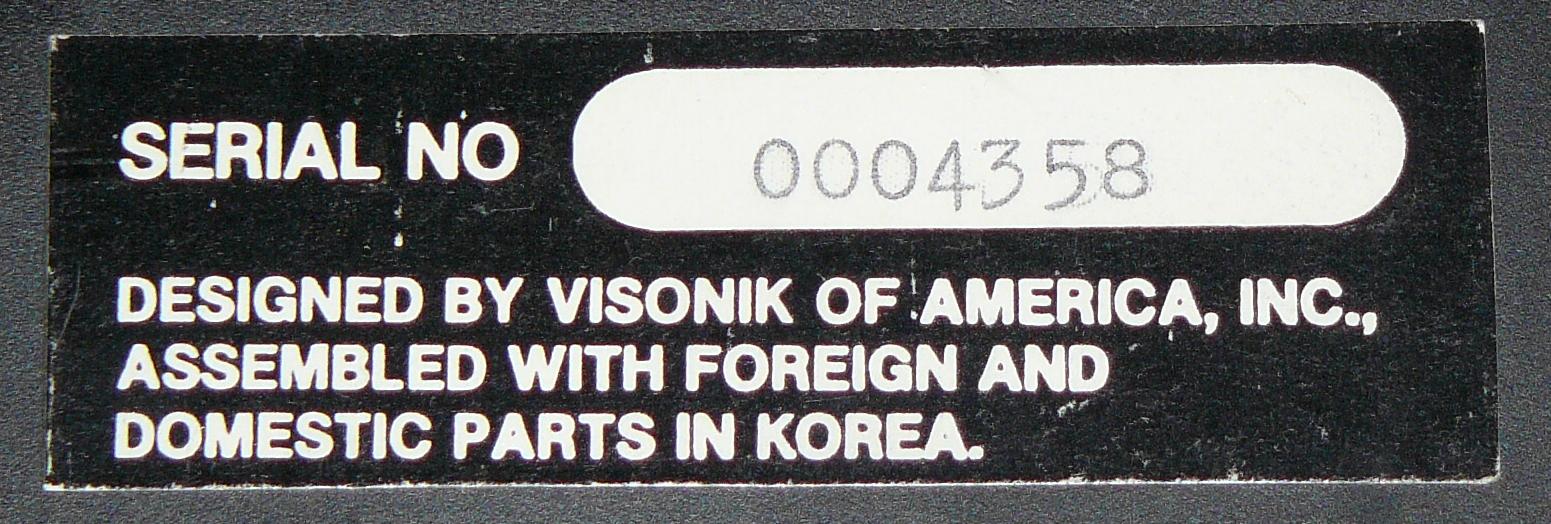 SERIAL NO 0004358
DESIGNED BY VISONIK OF AMERICA, INC.,
ASSEMBLED WITH FOREIGN AND
DOMESTIC PARTS IN KOREA.